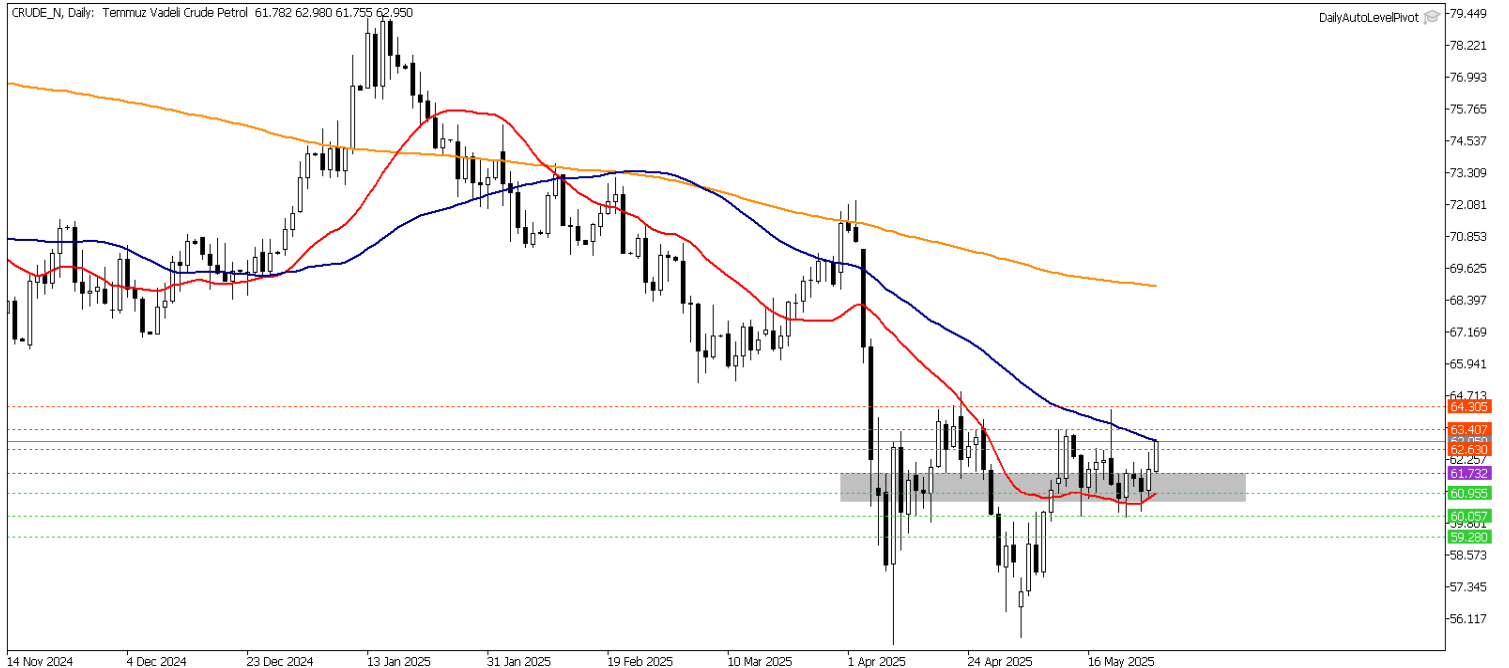 CRUDE_N, Daily: Temmuz Vadeli Crude Petrol 61.782 62.980 61.755 62.950
DailyAutoLevelPivot
79.449
78.221
76.993
75.765
74.537
73.309
72.081
70.853
69.625
68.397
67.169
65.941
64.713
64.305
63.407
62.630
62.257
61.732
60.955
60.057
59.801
59.280
58.573
57.345
56.117
14 Nov 2024
4 Dec 2024
23 Dec 2024
13 Jan 2025
31 Jan 2025
19 Feb 2025
10 Mar 2025
1 Apr 2025
24 Apr 2025
16 May 2025